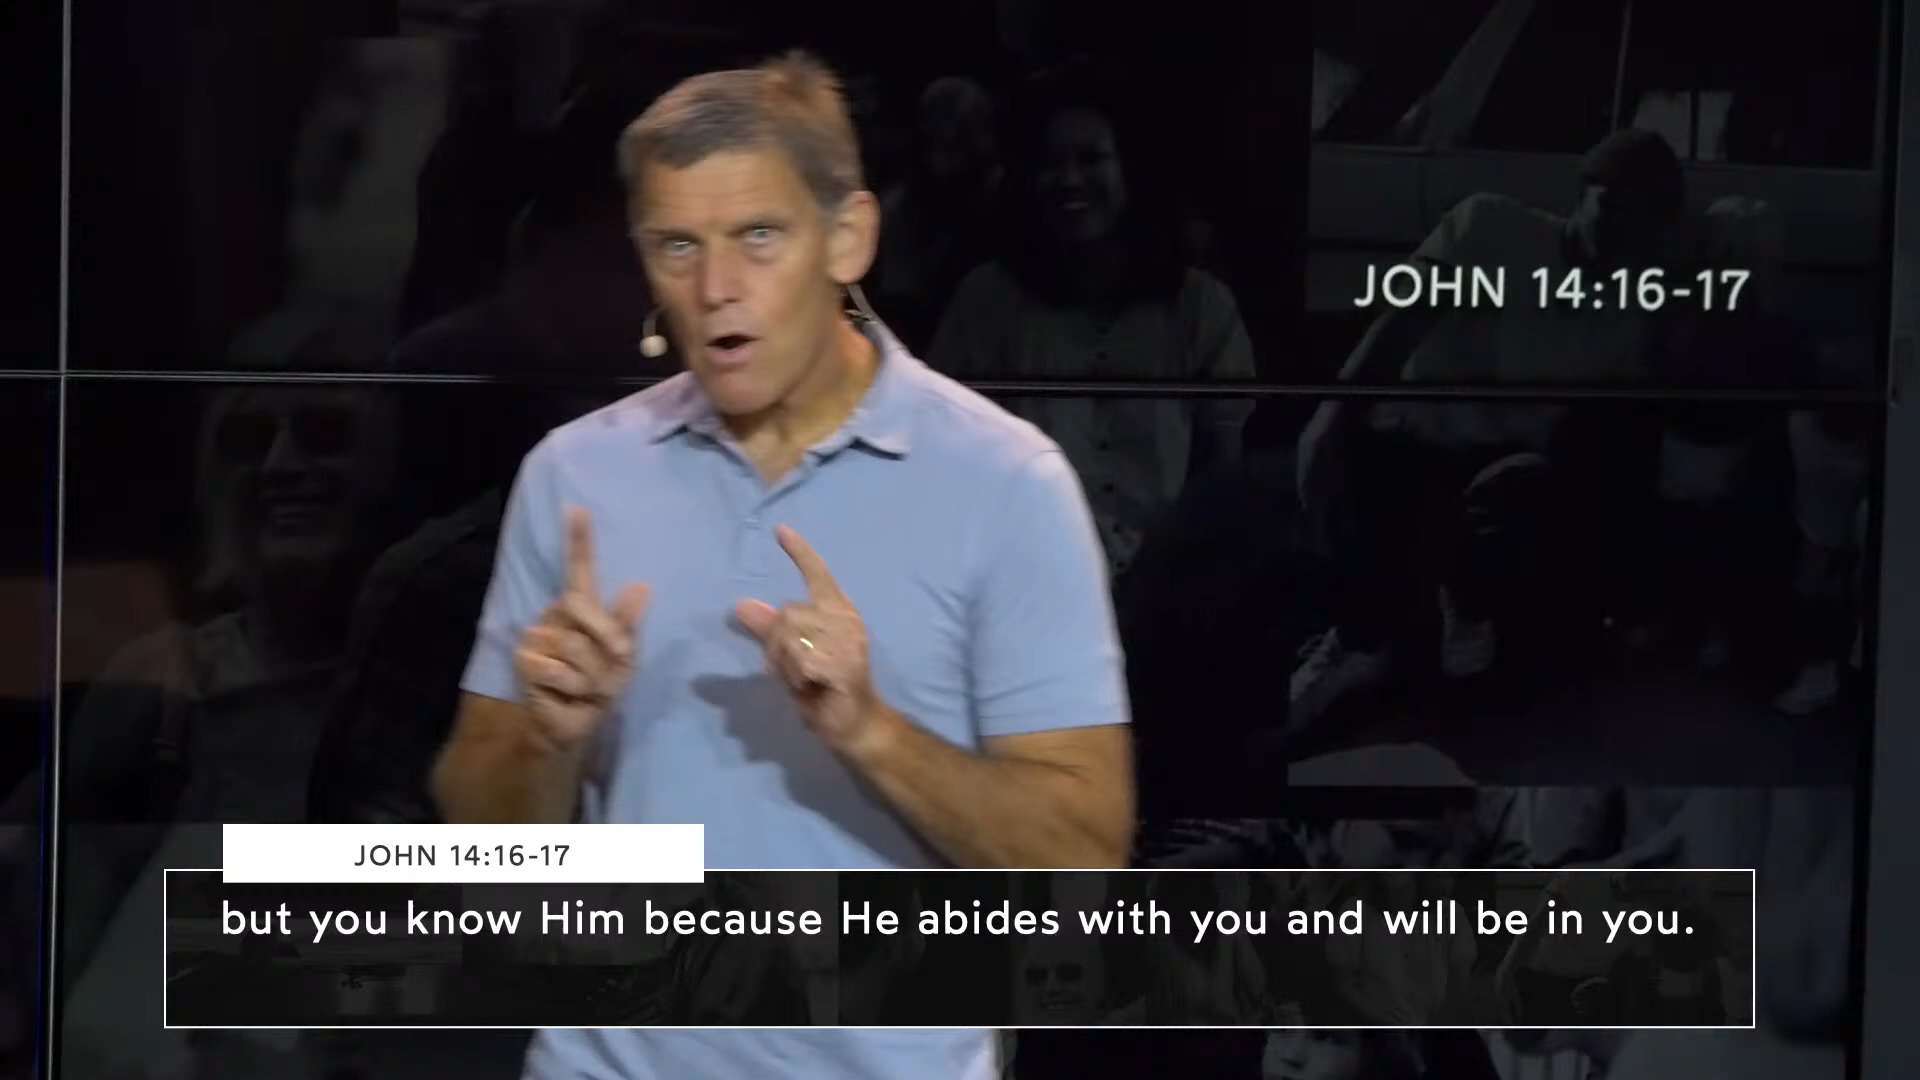 JOHN 14:16-17
JOHN 14:16-17
but you know Him because He abides with you and will be in you.